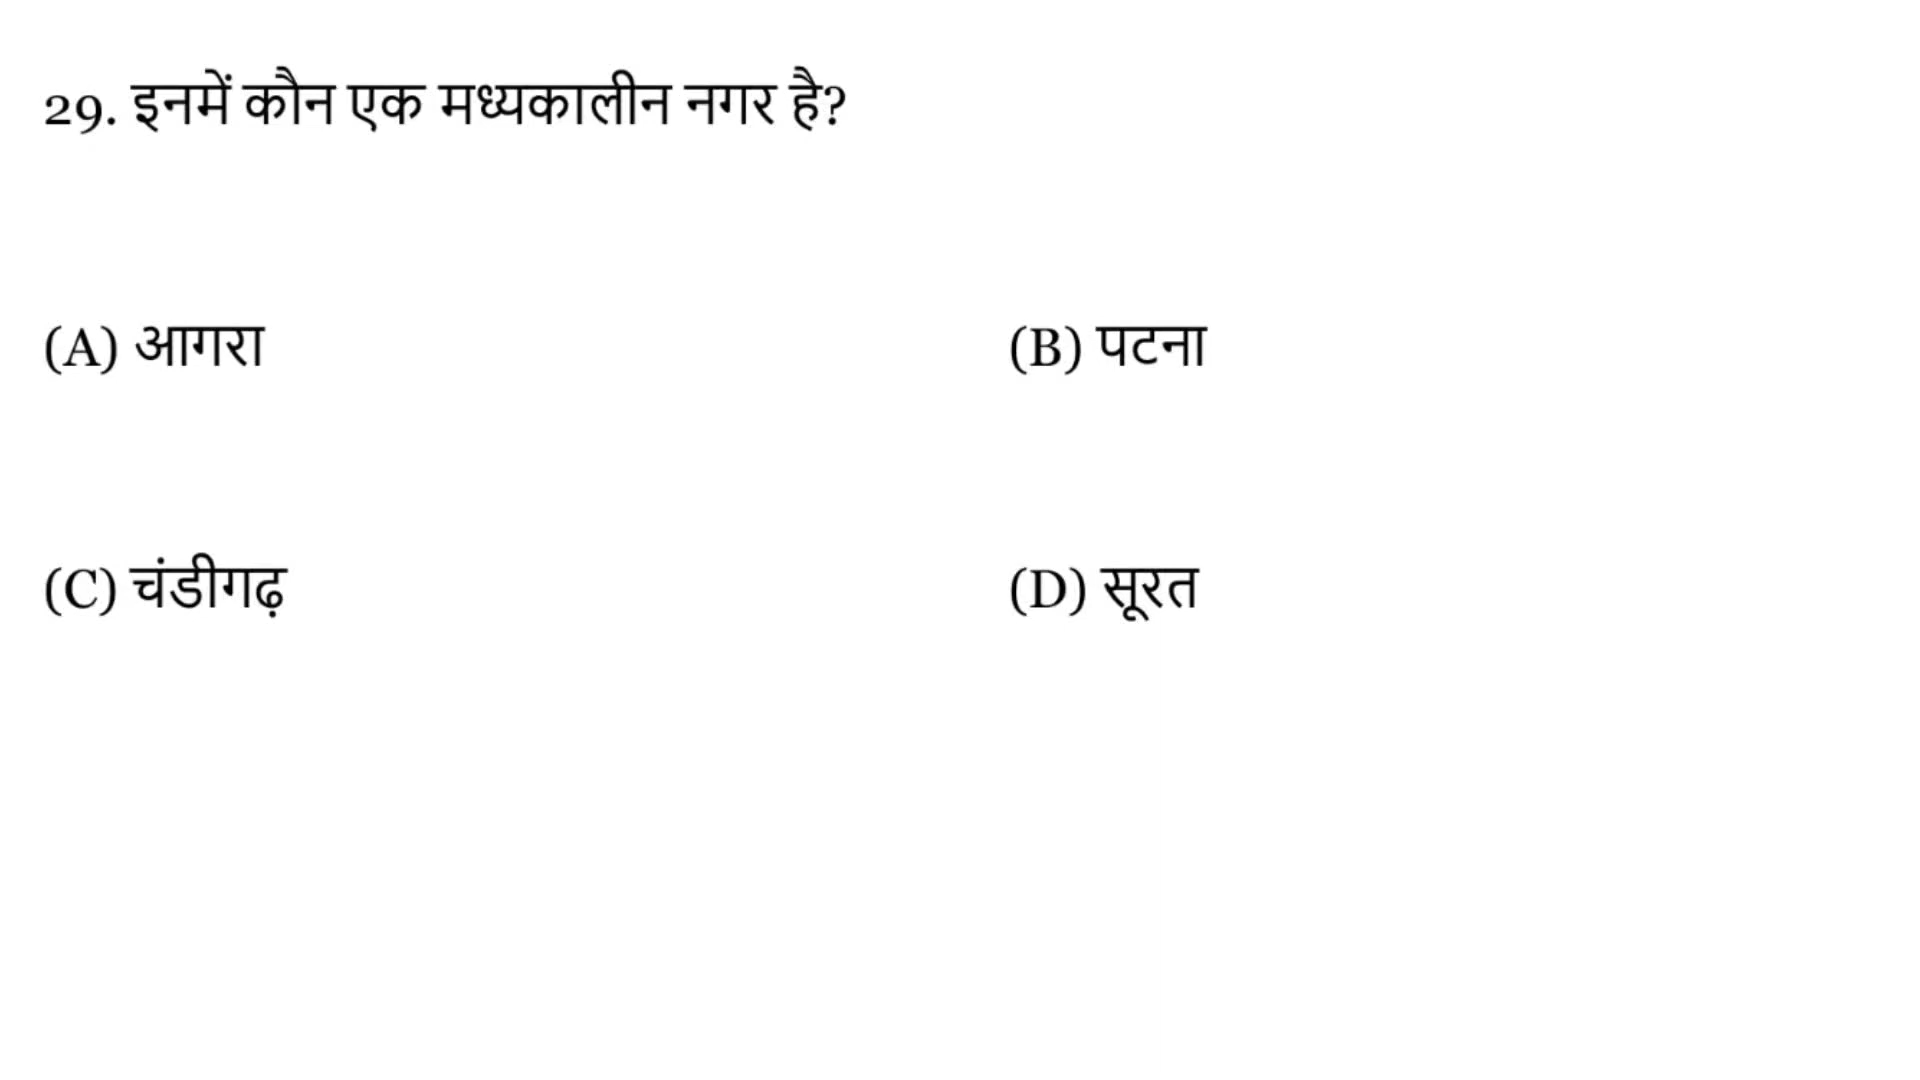 29. इनमें कौन एक मध्यकालीन नगर है?
(A) आगरा
(B) पटना
(C) चंडीगढ़
(D) सूरत